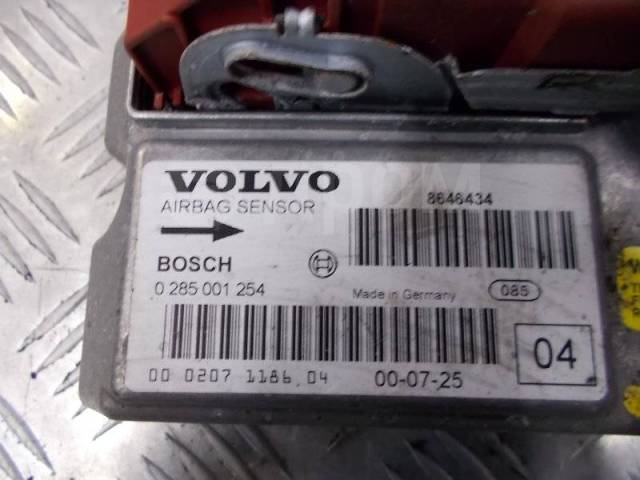 VOLVO
AIRBAG SENSOR
8646434
BOSCH
0 285 001 254
Made in Germany
085
04
00 0207 1186.04
00-07-25